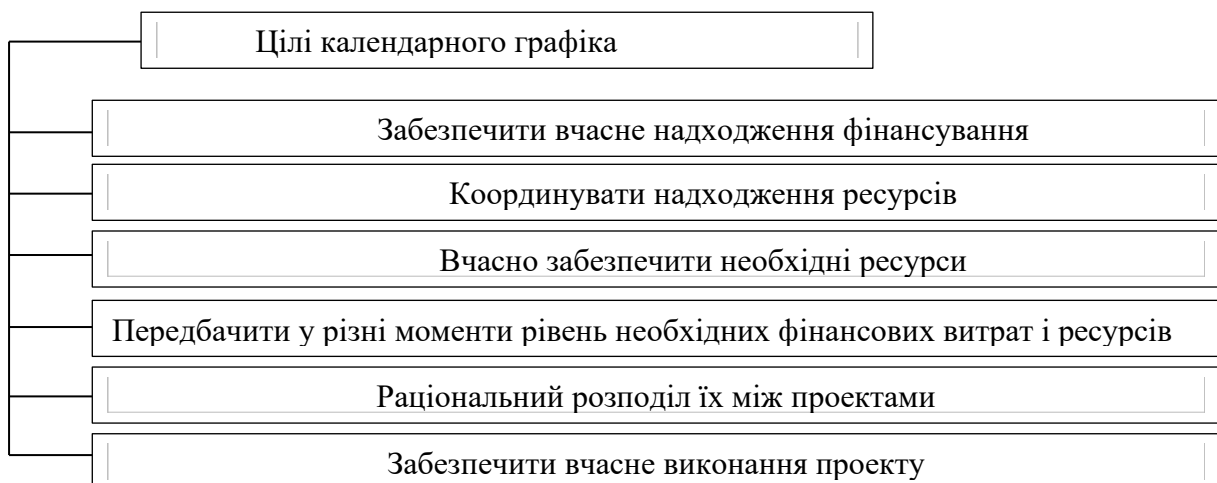 Цілі календарного графіка
Забезпечити вчасне надходження фінансування
Координувати надходження ресурсів
Вчасно забезпечити необхідні ресурси
Передбачити у різні моменти рівень необхідних фінансових витрат і ресурсів
Раціональний розподіл їх між проектами
Забезпечити вчасне виконання проекту